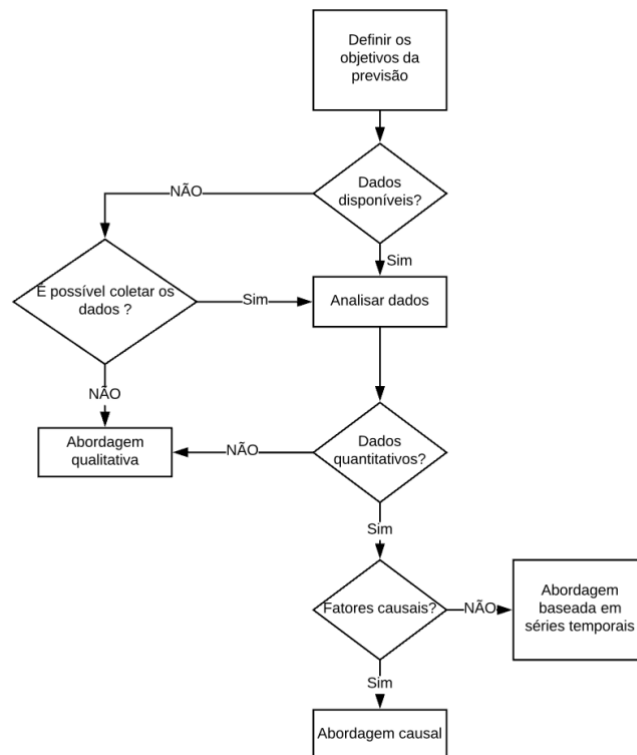 Definir os
objetivos da
previsão
Dados
disponíveis?
NÃO
Sim
É possível coletar os
dados ?
Sim
Analisar dados
NÃO
Abordagem
qualitativa
NÃO
Dados
quantitativos?
Sim
Fatores causais?
NÃO
Abordagem
baseada em
séries temporais
Sim
Abordagem causal